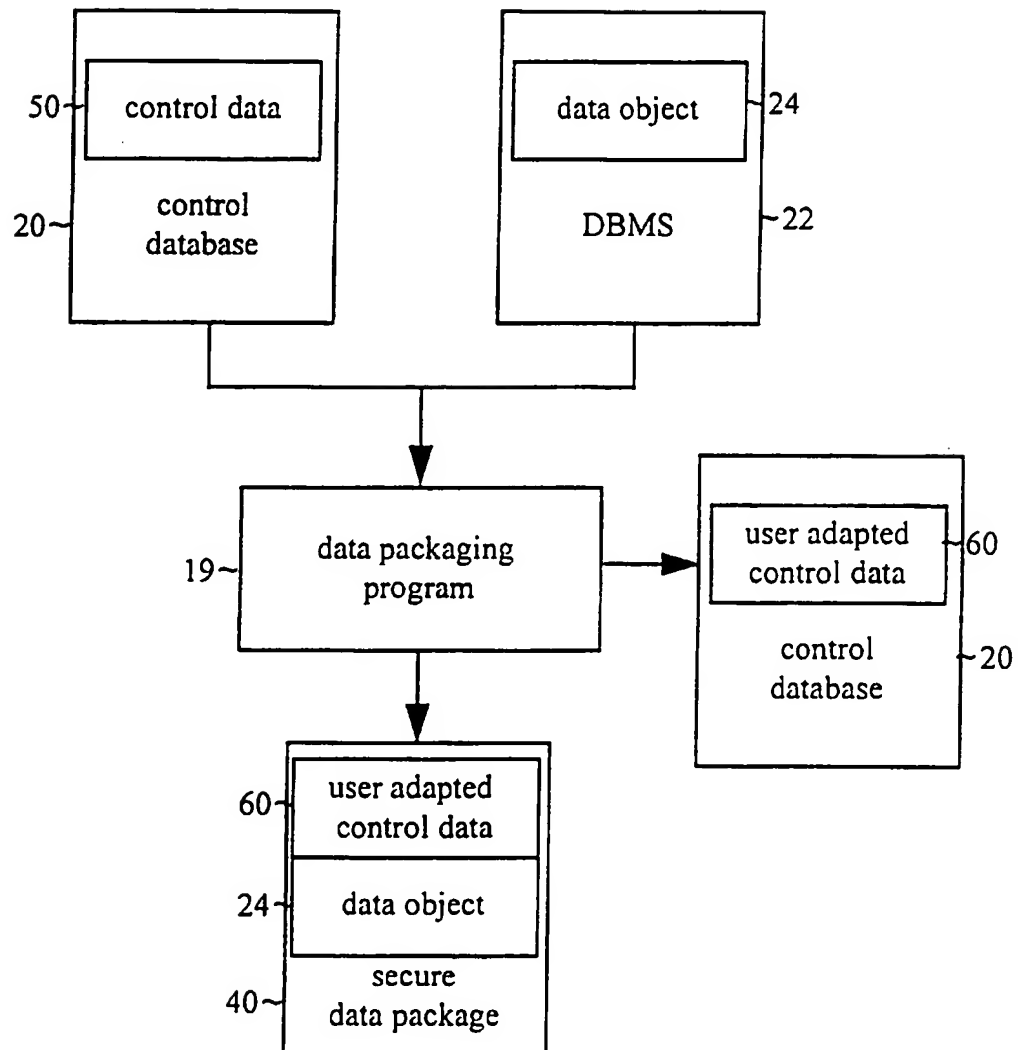 50
control data
20
control
database
data object
24
DBMS
22
19
data packaging
program
user adapted
control data
60
control
database
20
60
user adapted
control data
24
data object
40
secure
data package